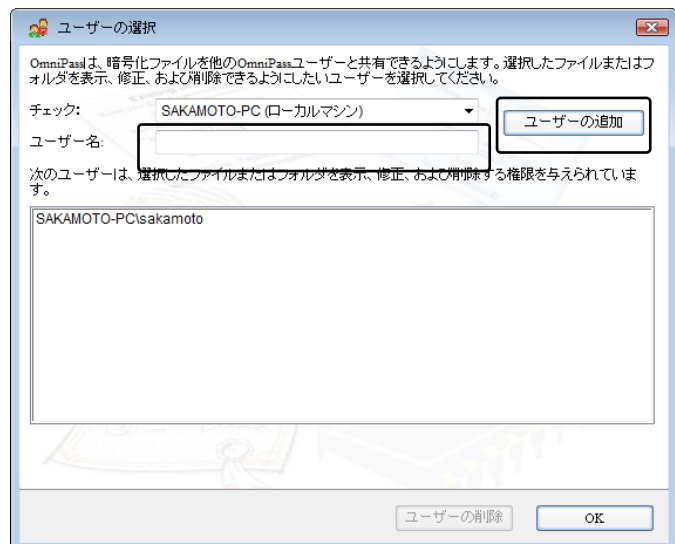 ユーザーの選択
OmniPassは、暗号化ファイルを他のOmniPassユーザーと共有できるようにします。選択したファイルまたはフ
ォルダを表示、修正、および削除できるようにしたいユーザーを選択してください。
チェック:
SAKAMOTO-PC (ローカルマシン)
ユーザーの追加
ユーザー名:
次のユーザーは、選択したファイルまたはフォルダを表示、修正、および削除する権限を与えられていま
す。
SAKAMOTO-PC\sakamoto
ユーザーの削除
OK